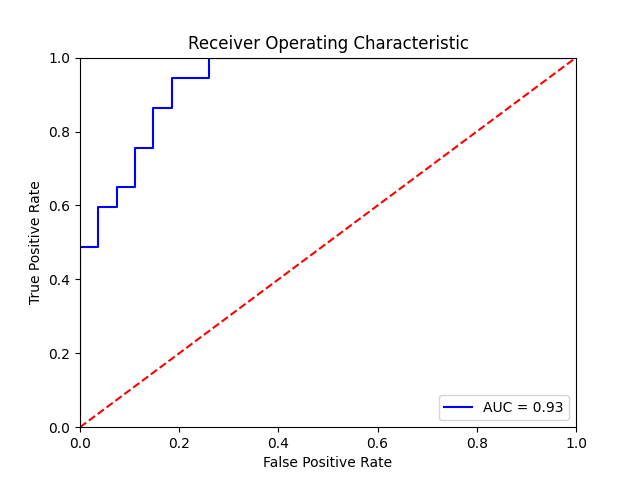 Receiver Operating Characteristic
1.0
0.8
0.6
0.4
0.2
0.0
True Positive Rate
AUC = 0.93
0.0 0.2 0.4 0.6 0.8 1.0
False Positive Rate